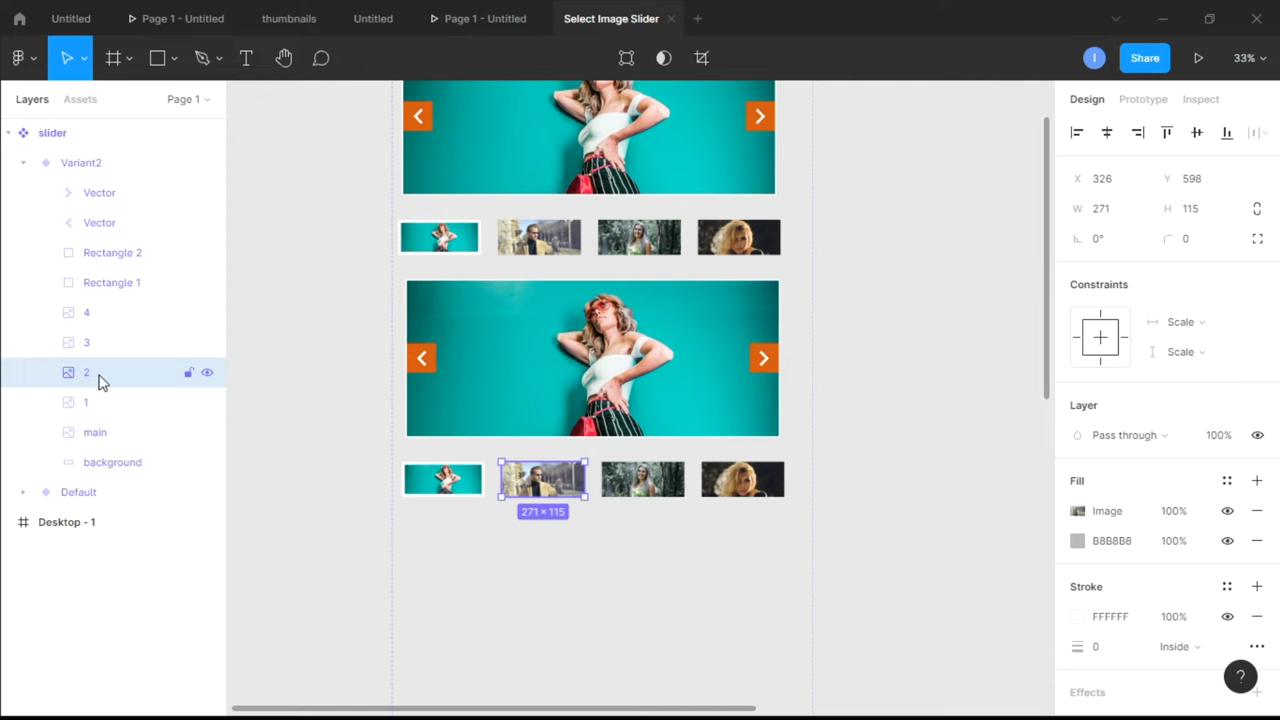 Untitled
Page 1 - Untitled
thumbnails
Untitled
Page 1 - Untitled
Select Image Slider
T
I
Share
33%
Layers
Assets
Page 1
slider
Variant2
Vector
Vector
Rectangle 2
Rectangle 1
4
3
2
1
main
background
Default
Desktop - 1
271 × 115
Design
Prototype
Inspect
X 326
Y 598
W 271
H 115
0°
0
Constraints
Scale
Scale
Layer
Pass through
100%
Fill
Image
100%
B8B8B8
100%
Stroke
FFFFFF
100%
0
Inside
?
Effects